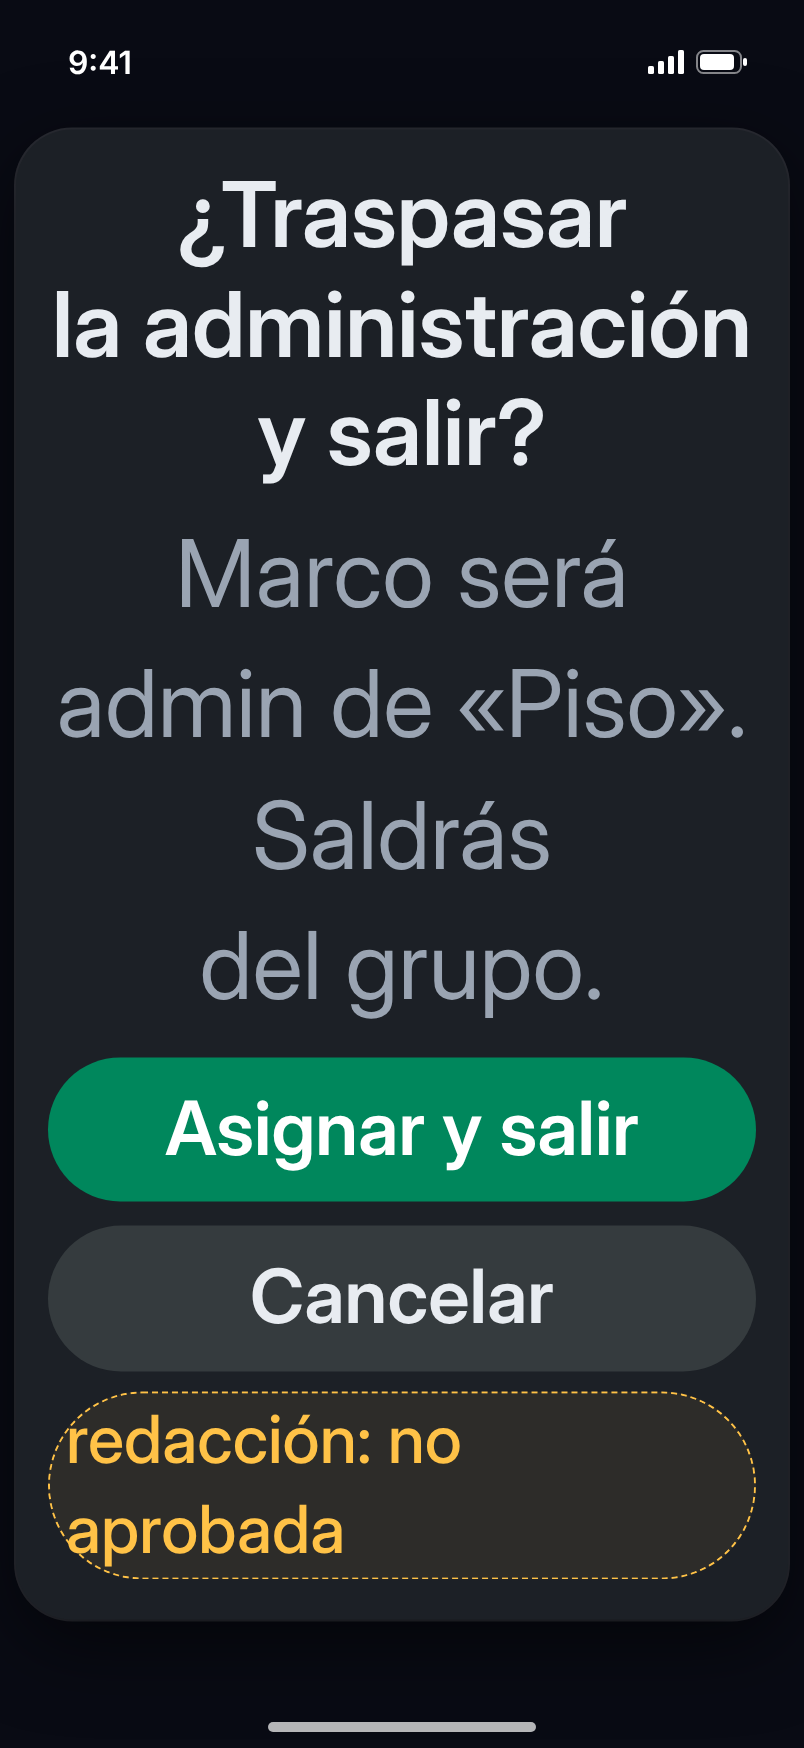 9:41
¿Traspasar
la administración
y salir?
Marco será
admin de «Piso».
Saldrás
del grupo.
Asignar y salir
Cancelar
redacción: no
aprobada